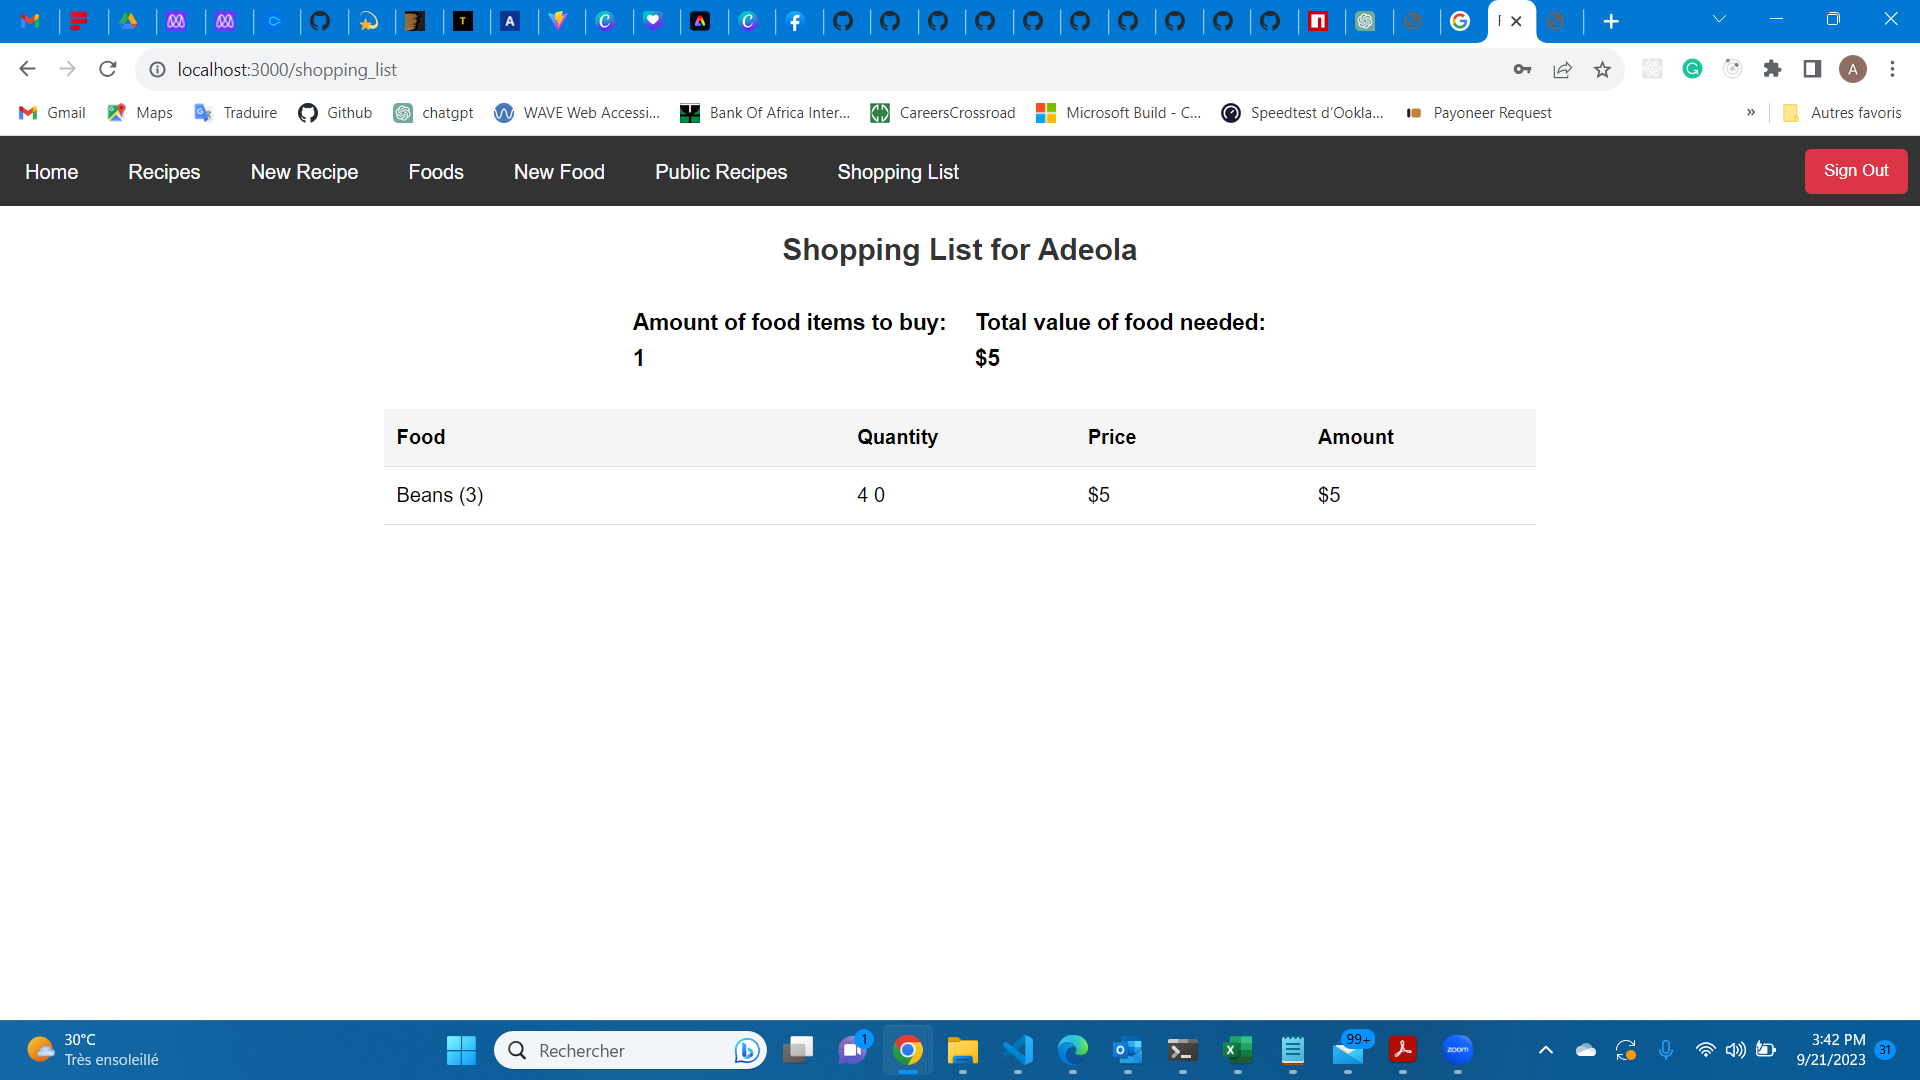 localhost:3000/shopping_list
A
Gmail Maps Traduire Github chatgpt WAVE Web Accessi... Bank Of Africa Inter... CareersCrossroad Microsoft Build - C... Speedtest d'Ookla... Payoneer Request » Autres favoris
Home Recipes New Recipe Foods New Food Public Recipes Shopping List Sign Out
Shopping List for Adeola
Amount of food items to buy: Total value of food needed:
1 $5
Food Quantity Price Amount
Beans (3) 4 0 $5 $5
30°C
Très ensoleillé
Rechercher
1
99+
zoom
3:42 PM
9/21/2023
31